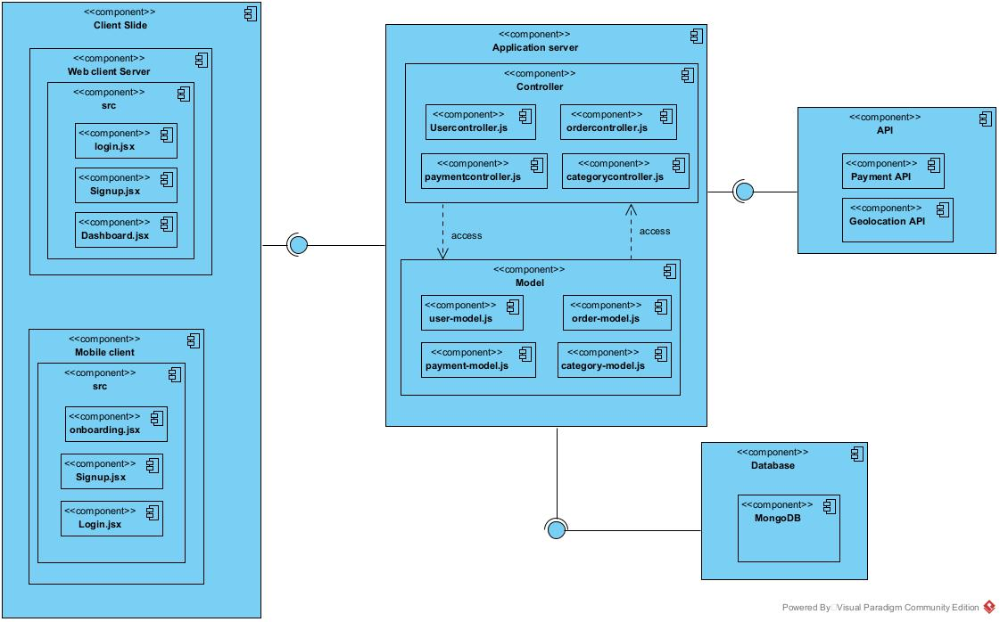 <<component>>
Client Slide
<<component>>
Web client Server
<<component>>
src
<<component>>
login.jsx
<<component>>
Signup.jsx
<<component>>
Dashboard.jsx
<<component>>
Mobile client
<<component>>
src
<<component>>
onboarding.jsx
<<component>>
Signup.jsx
<<component>>
Login.jsx
<<component>>
Application server
<<component>>
Controller
<<component>>
Usercontroller.js
<<component>>
ordercontroller.js
<<component>>
paymentcontroller.js
<<component>>
categorycontroller.js
access
access
<<component>>
Model
<<component>>
user-model.js
<<component>>
order-model.js
<<component>>
payment-model.js
<<component>>
category-model.js
<<component>>
API
<<component>>
Payment API
<<component>>
Geolocation API
<<component>>
Database
<<component>>
MongoDB
Powered By Visual Paradigm Community Edition